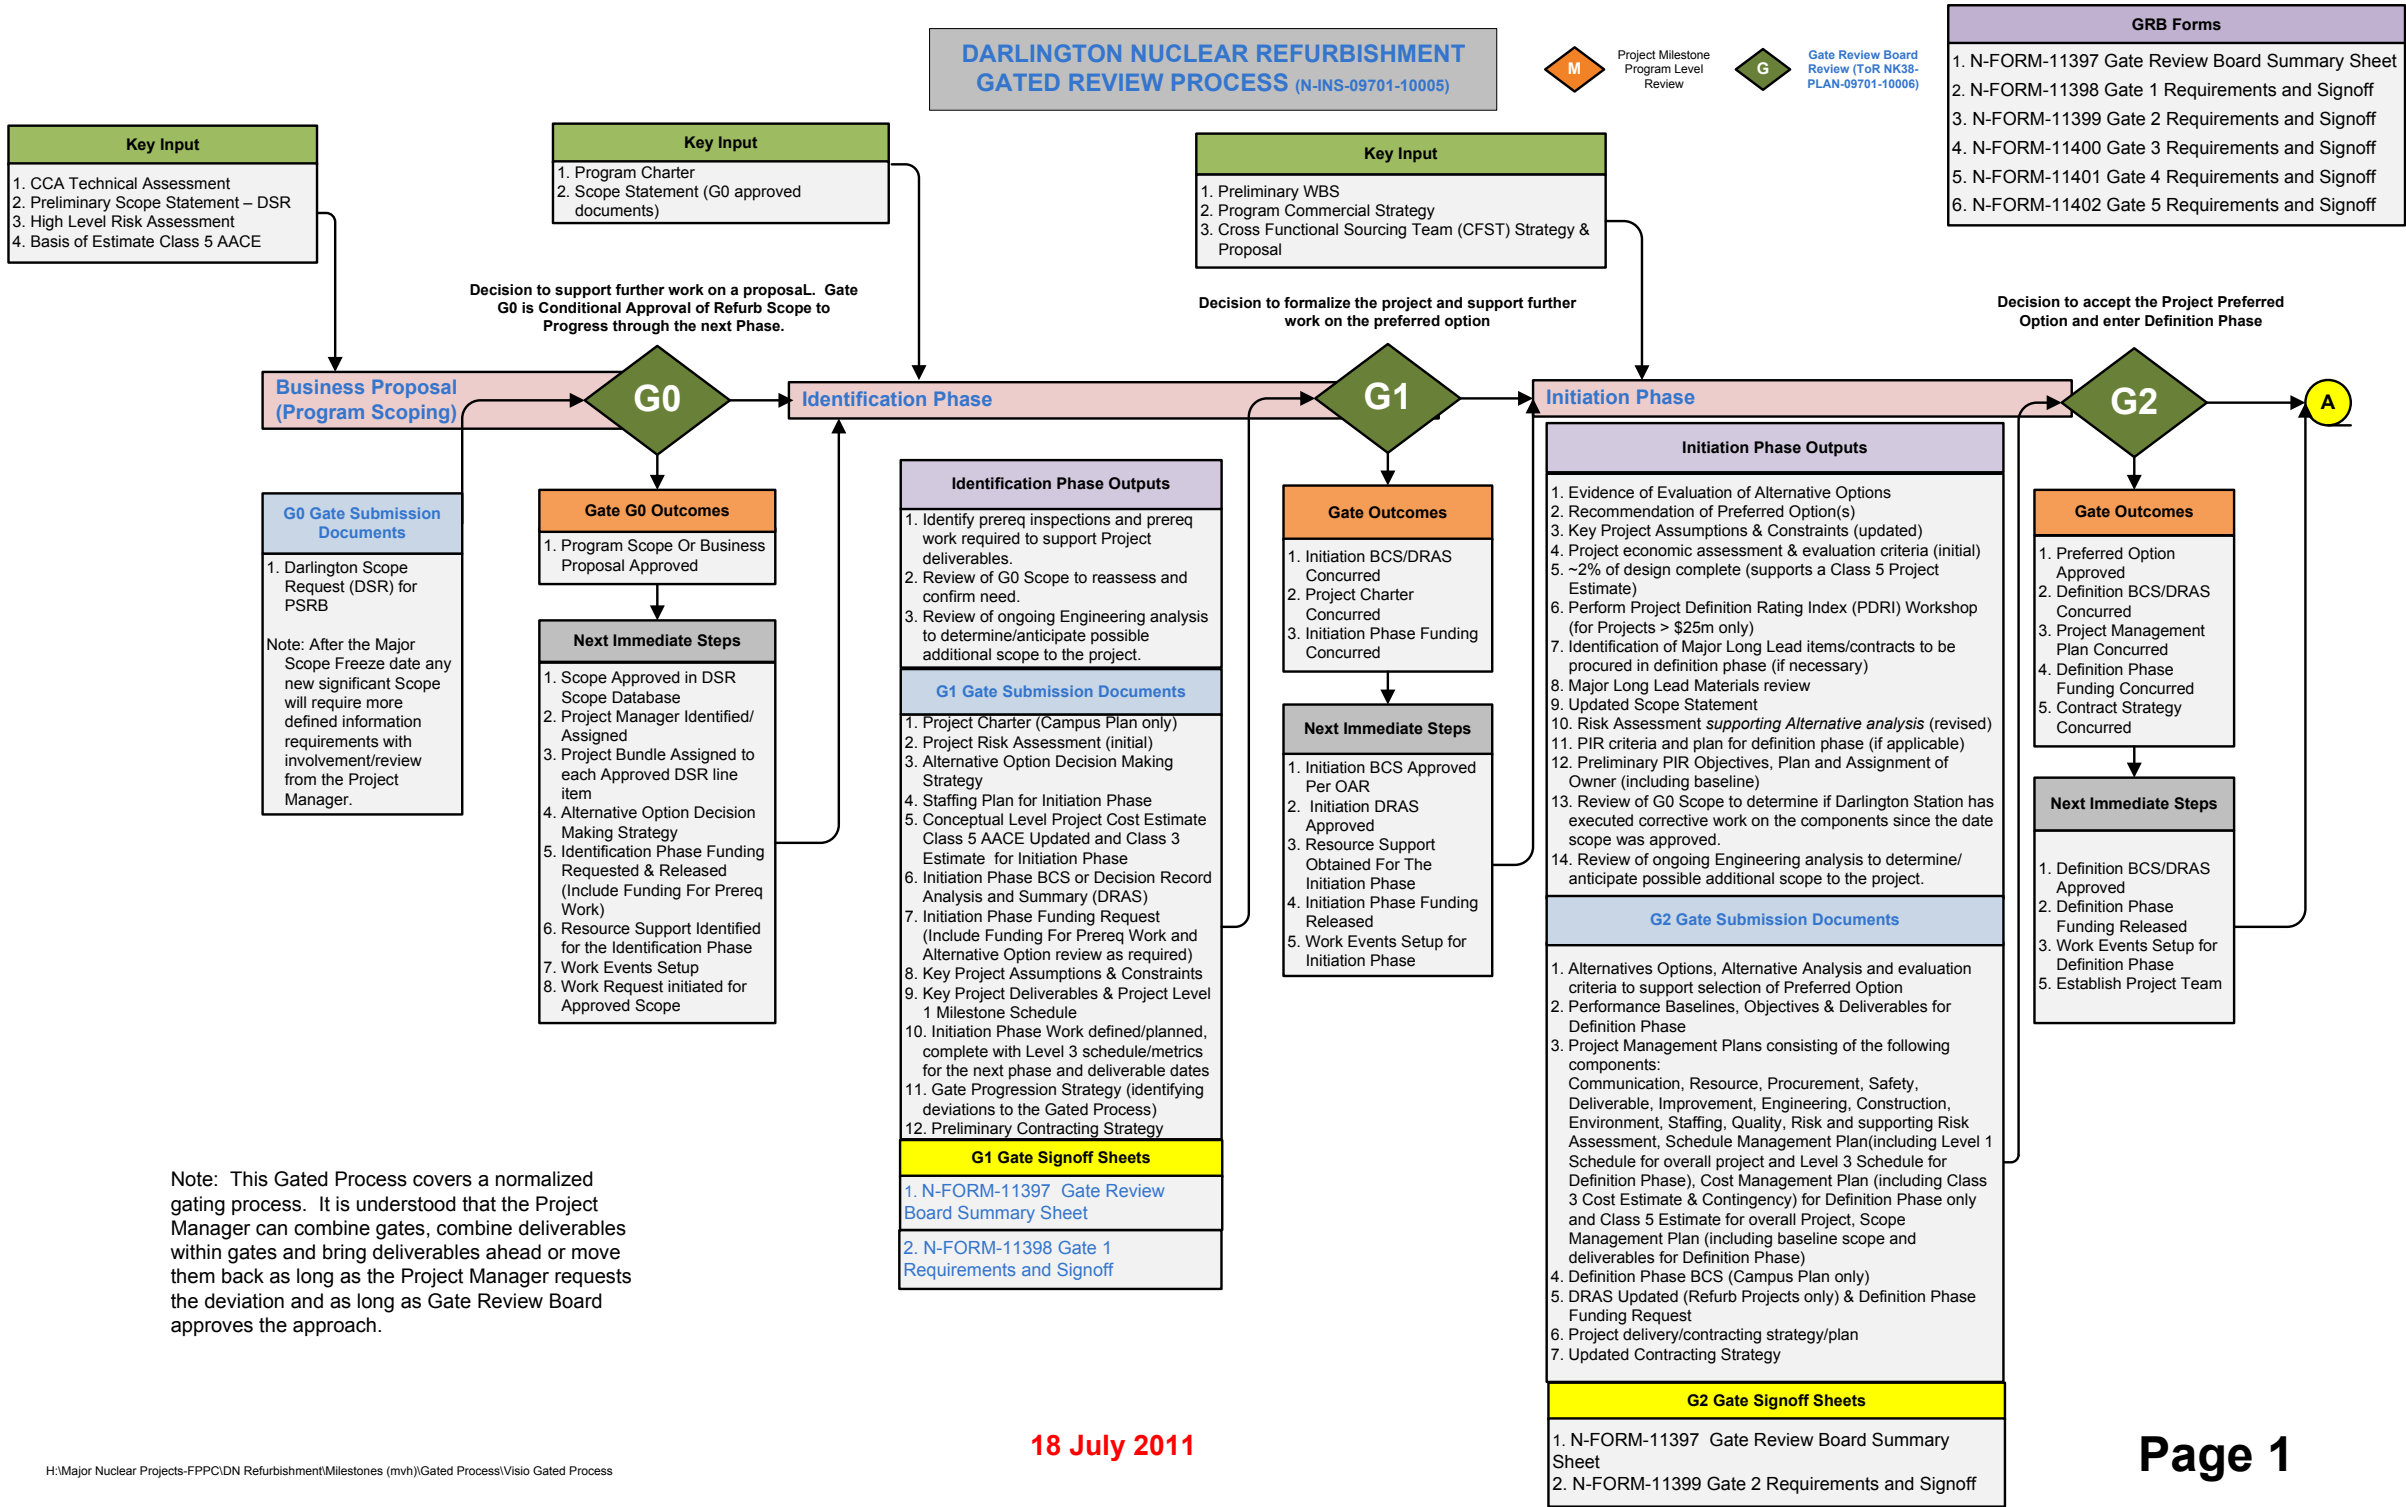 DARLINGTON NUCLEAR REFURBISHMENT
GATED REVIEW PROCESS (N-INS-09701-10005)
M
Project Milestone
Program Level
Review
G
Gate Review Board
Review (ToR NK38-
PLAN-09701-10006)
GRB Forms
1. N-FORM-11397 Gate Review Board Summary Sheet
2. N-FORM-11398 Gate 1 Requirements and Signoff
3. N-FORM-11399 Gate 2 Requirements and Signoff
4. N-FORM-11400 Gate 3 Requirements and Signoff
5. N-FORM-11401 Gate 4 Requirements and Signoff
6. N-FORM-11402 Gate 5 Requirements and Signoff
Key Input
1. CCA Technical Assessment
2. Preliminary Scope Statement – DSR
3. High Level Risk Assessment
4. Basis of Estimate Class 5 AACE
Key Input
1. Program Charter
2. Scope Statement (G0 approved
documents)
Key Input
1. Preliminary WBS
2. Program Commercial Strategy
3. Cross Functional Sourcing Team (CFST) Strategy &
Proposal
Decision to support further work on a proposaL.  Gate
G0 is Conditional Approval of Refurb Scope to
Progress through the next Phase.
Decision to formalize the project and support further
work on the preferred option
Decision to accept the Project Preferred
Option and enter Definition Phase
Business Proposal
(Program Scoping)
G0
Identification Phase
G1
Initiation Phase
G2
A
G0 Gate Submission
Documents
1. Darlington Scope
Request (DSR) for
PSRB
Note: After the Major
Scope Freeze date any
new significant Scope
will require more
defined information
requirements with
involvement/review
from the Project
Manager.
Gate G0 Outcomes
1. Program Scope Or Business
Proposal Approved
Next Immediate Steps
1. Scope Approved in DSR
Scope Database
2. Project Manager Identified/
Assigned
3. Project Bundle Assigned to
each Approved DSR line
item
4. Alternative Option Decision
Making Strategy
5. Identification Phase Funding
Requested & Released
(Include Funding For Prereq
Work)
6. Resource Support Identified
for the Identification Phase
7. Work Events Setup
8. Work Request initiated for
Approved Scope
Identification Phase Outputs
1. Identify prereq inspections and prereq
work required to support Project
deliverables.
2. Review of G0 Scope to reassess and
confirm need.
3. Review of ongoing Engineering analysis
to determine/anticipate possible
additional scope to the project.
G1 Gate Submission Documents
1. Project Charter (Campus Plan only)
2. Project Risk Assessment (initial)
3. Alternative Option Decision Making
Strategy
4. Staffing Plan for Initiation Phase
5. Conceptual Level Project Cost Estimate
Class 5 AACE Updated and Class 3
Estimate  for Initiation Phase
6. Initiation Phase BCS or Decision Record
Analysis and Summary (DRAS)
7. Initiation Phase Funding Request
(Include Funding For Prereq Work and
Alternative Option review as required)
8. Key Project Assumptions & Constraints
9. Key Project Deliverables & Project Level
1 Milestone Schedule
10. Initiation Phase Work defined/planned,
complete with Level 3 schedule/metrics
for the next phase and deliverable dates
11. Gate Progression Strategy (identifying
deviations to the Gated Process)
12. Preliminary Contracting Strategy
G1 Gate Signoff Sheets
1. N-FORM-11397  Gate Review
Board Summary Sheet
2. N-FORM-11398 Gate 1
Requirements and Signoff
Gate Outcomes
1. Initiation BCS/DRAS
Concurred
2. Project Charter
Concurred
3. Initiation Phase Funding
Concurred
Next Immediate Steps
1. Initiation BCS Approved
Per OAR
2.  Initiation DRAS
Approved
3. Resource Support
Obtained For The
Initiation Phase
4. Initiation Phase Funding
Released
5. Work Events Setup for
Initiation Phase
Initiation Phase Outputs
1. Evidence of Evaluation of Alternative Options
2. Recommendation of Preferred Option(s)
3. Key Project Assumptions & Constraints (updated)
4. Project economic assessment & evaluation criteria (initial)
5. ~2% of design complete (supports a Class 5 Project
Estimate)
6. Perform Project Definition Rating Index (PDRI) Workshop
(for Projects > $25m only)
7. Identification of Major Long Lead items/contracts to be
procured in definition phase (if necessary)
8. Major Long Lead Materials review
9. Updated Scope Statement
10. Risk Assessment supporting Alternative analysis (revised)
11. PIR criteria and plan for definition phase (if applicable)
12. Preliminary PIR Objectives, Plan and Assignment of
Owner (including baseline)
13. Review of G0 Scope to determine if Darlington Station has
executed corrective work on the components since the date
scope was approved.
14. Review of ongoing Engineering analysis to determine/
anticipate possible additional scope to the project.
G2 Gate Submission Documents
1. Alternatives Options, Alternative Analysis and evaluation
criteria to support selection of Preferred Option
2. Performance Baselines, Objectives & Deliverables for
Definition Phase
3. Project Management Plans consisting of the following
components:
Communication, Resource, Procurement, Safety,
Deliverable, Improvement, Engineering, Construction,
Environment, Staffing, Quality, Risk and supporting Risk
Assessment, Schedule Management Plan(including Level 1
Schedule for overall project and Level 3 Schedule for
Definition Phase), Cost Management Plan (including Class
3 Cost Estimate & Contingency) for Definition Phase only
and Class 5 Estimate for overall Project, Scope
Management Plan (including baseline scope and
deliverables for Definition Phase)
4. Definition Phase BCS (Campus Plan only)
5. DRAS Updated (Refurb Projects only) & Definition Phase
Funding Request
6. Project delivery/contracting strategy/plan
7. Updated Contracting Strategy
G2 Gate Signoff Sheets
1. N-FORM-11397  Gate Review Board Summary
Sheet
2. N-FORM-11399 Gate 2 Requirements and Signoff
Gate Outcomes
1. Preferred Option
Approved
2. Definition BCS/DRAS
Concurred
3. Project Management
Plan Concurred
4. Definition Phase
Funding Concurred
5. Contract Strategy
Concurred
Next Immediate Steps
1. Definition BCS/DRAS
Approved
2. Definition Phase
Funding Released
3. Work Events Setup for
Definition Phase
5. Establish Project Team
Note:  This Gated Process covers a normalized
gating process.  It is understood that the Project
Manager can combine gates, combine deliverables
within gates and bring deliverables ahead or move
them back as long as the Project Manager requests
the deviation and as long as Gate Review Board
approves the approach.
18 July 2011
H:\Major Nuclear Projects-FPPC\DN Refurbishment\Milestones (mvh)\Gated Process\Visio Gated Process
Page 1